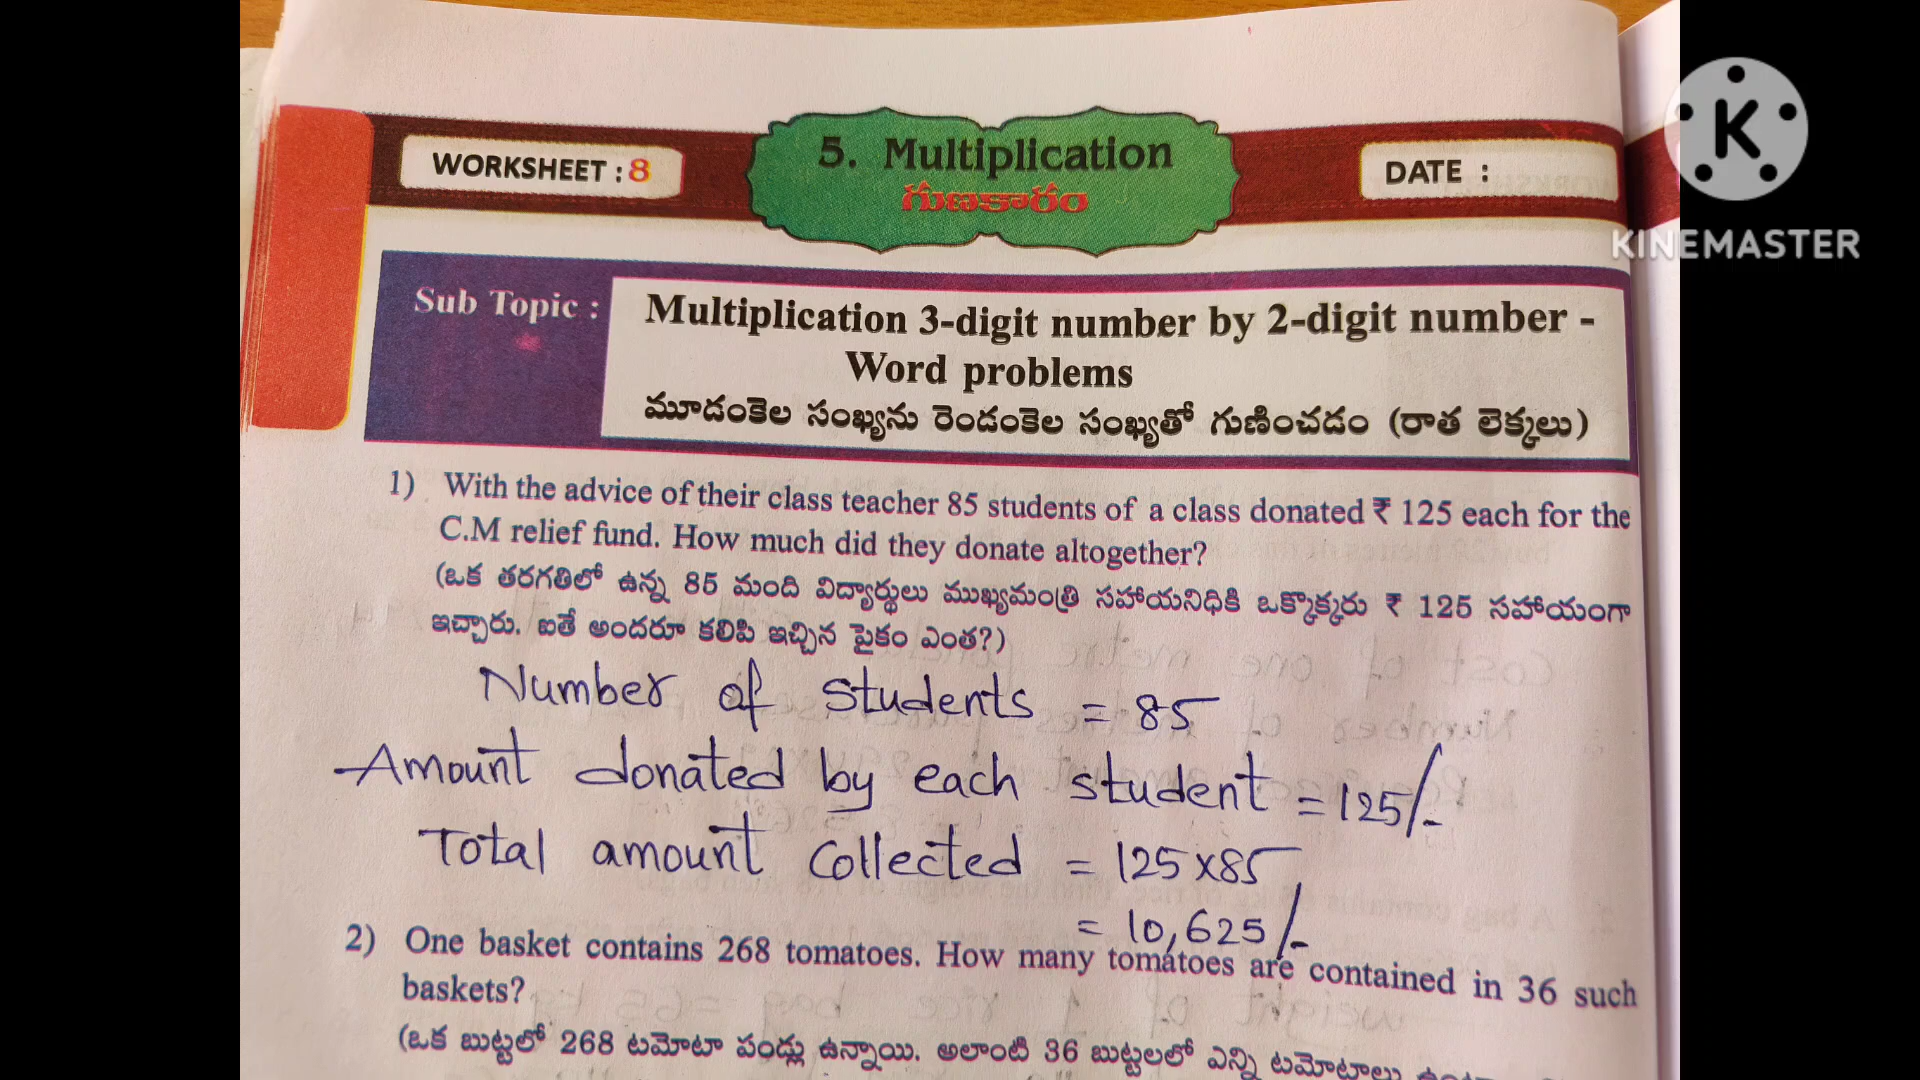 WORKSHEET : 8
5. Multiplication
గుణకారం
DATE :
KINEMASTER
Sub Topic :
Multiplication 3-digit number by 2-digit number -
Word problems
మూడంకెల సంఖ్యను రెండంకెల సంఖ్యతో గుణించడం (రాత లెక్కలు)
1) With the advice of their class teacher 85 students of a class donated ₹ 125 each for the
C.M relief fund. How much did they donate altogether?
(ఒక తరగతిలో ఉన్న 85 మంది విద్యార్థులు ముఖ్యమంత్రి సహాయనిధికి ఒక్కొక్కరు ₹ 125 సహాయంగా
ఇచ్చారు. ఐతే అందరూ కలిపి ఇచ్చిన పైకం ఎంత?)
Number of students = 85
Amount donated by each student = 125/-
Total amount collected = 125×85
= 10,625/-
2) One basket contains 268 tomatoes. How many tomatoes are contained in 36 such
baskets?
(ఒక బుట్టలో 268 టమోటా పండ్లు ఉన్నాయి. అలాంటి 36 బుట్టలలో ఎన్ని టమోటాలు